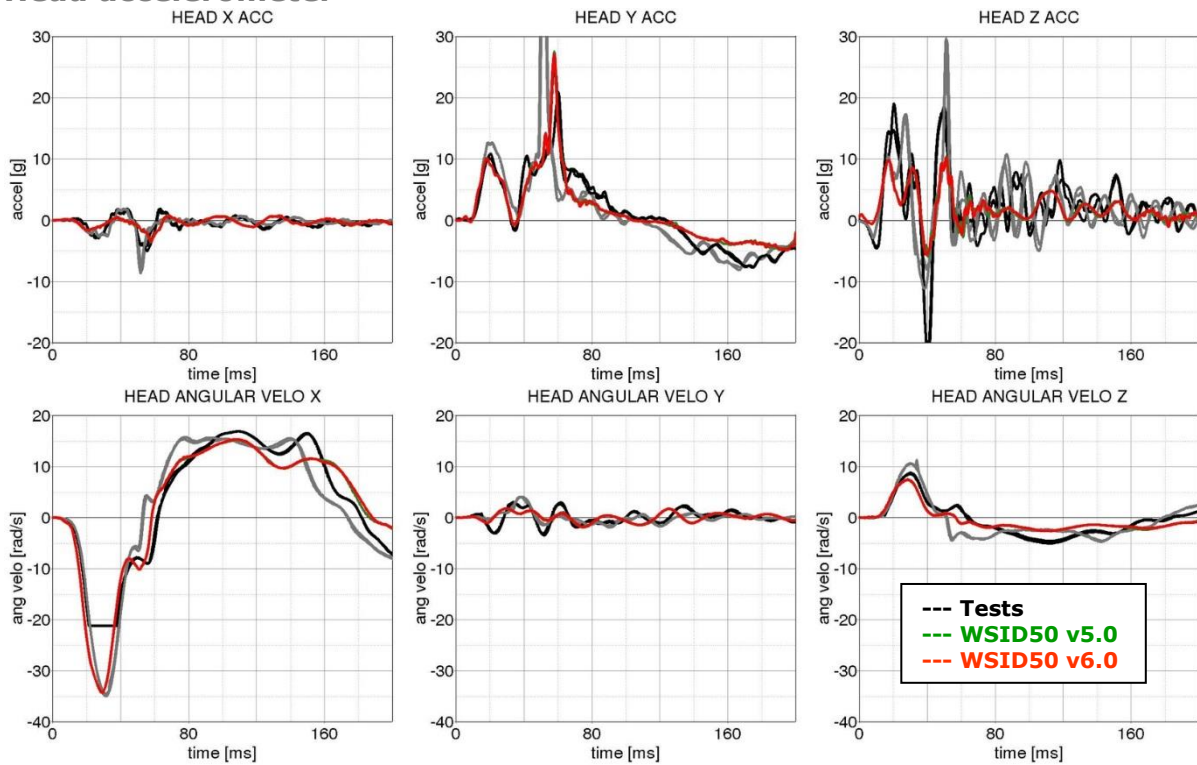 Head accelerometer
HEAD X ACC
HEAD Y ACC
HEAD Z ACC
accel [g]
30
20
10
0
-10
-20
0
80
160
time [ms]
accel [g]
30
20
10
0
-10
-20
0
80
160
time [ms]
accel [g]
30
20
10
0
-10
-20
0
80
160
time [ms]
HEAD ANGULAR VELO X
HEAD ANGULAR VELO Y
HEAD ANGULAR VELO Z
ang velo [rad/s]
20
10
0
-10
-20
-30
-40
0
80
160
time [ms]
ang velo [rad/s]
20
10
0
-10
-20
-30
-40
0
80
160
time [ms]
ang velo [rad/s]
20
10
0
-10
-20
-30
-40
0
80
160
time [ms]
--- Tests
--- WSID50 v5.0
--- WSID50 v6.0